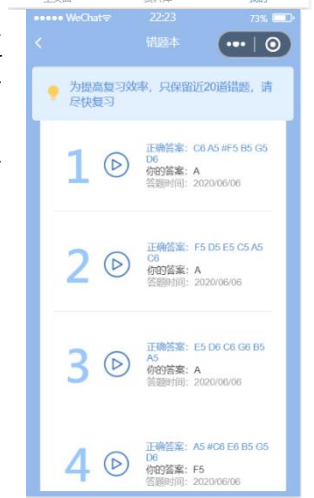 ●●●●● WeChat
22:23
73%
错题本
为提高复习效率，只保留近20道错题，请
尽快复习
1
正确答案：C6 A5 #F5 B5 G5
D6
你的答案：A
答题时间：2020/06/06
2
正确答案：F5 D5 E5 C5 A5
C6
你的答案：A
答题时间：2020/06/06
3
正确答案：E5 D6 C6 G6 B5
A5
你的答案：A
答题时间：2020/06/06
4
正确答案：A5 #C6 E6 B5 G5
D6
你的答案：F5
答题时间：2020/06/06